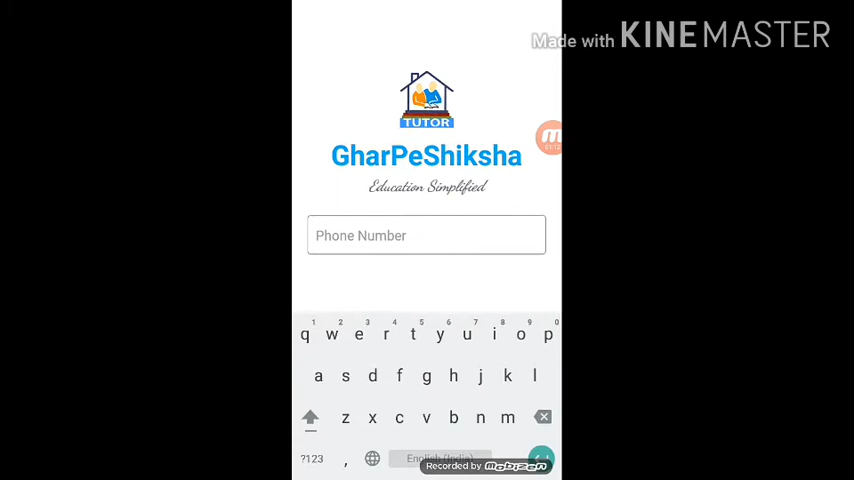 Made with KINEMASTER
TUTOR
GharPeShiksha
Education Simplified
Phone Number
1 2 3 4 5 6 7 8 9 0
q w e r t y u i o p
a s d f g h j k l
z x c v b n m
?123 , English (India)
Recorded by Mobizen